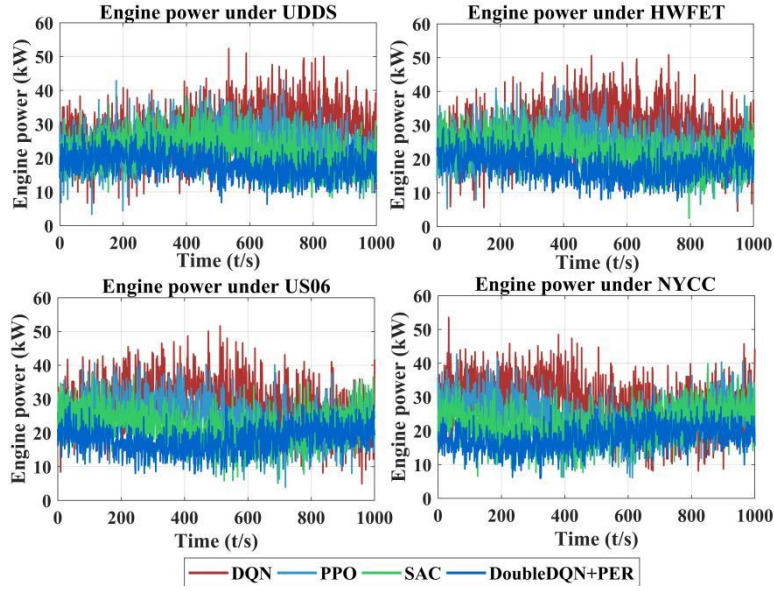 Engine power under UDDS
Engine power (kW)
60
50
40
30
20
10
0
0 200 400 600 800 1000
Time (t/s)
Engine power under HWFET
Engine power (kW)
60
50
40
30
20
10
0
0 200 400 600 800 1000
Time (t/s)
Engine power under US06
Engine power (kW)
60
50
40
30
20
10
0
0 200 400 600 800 1000
Time (t/s)
Engine power under NYCC
Engine power (kW)
60
50
40
30
20
10
0
0 200 400 600 800 1000
Time (t/s)
DQN PPO SAC DoubleDQN+PER